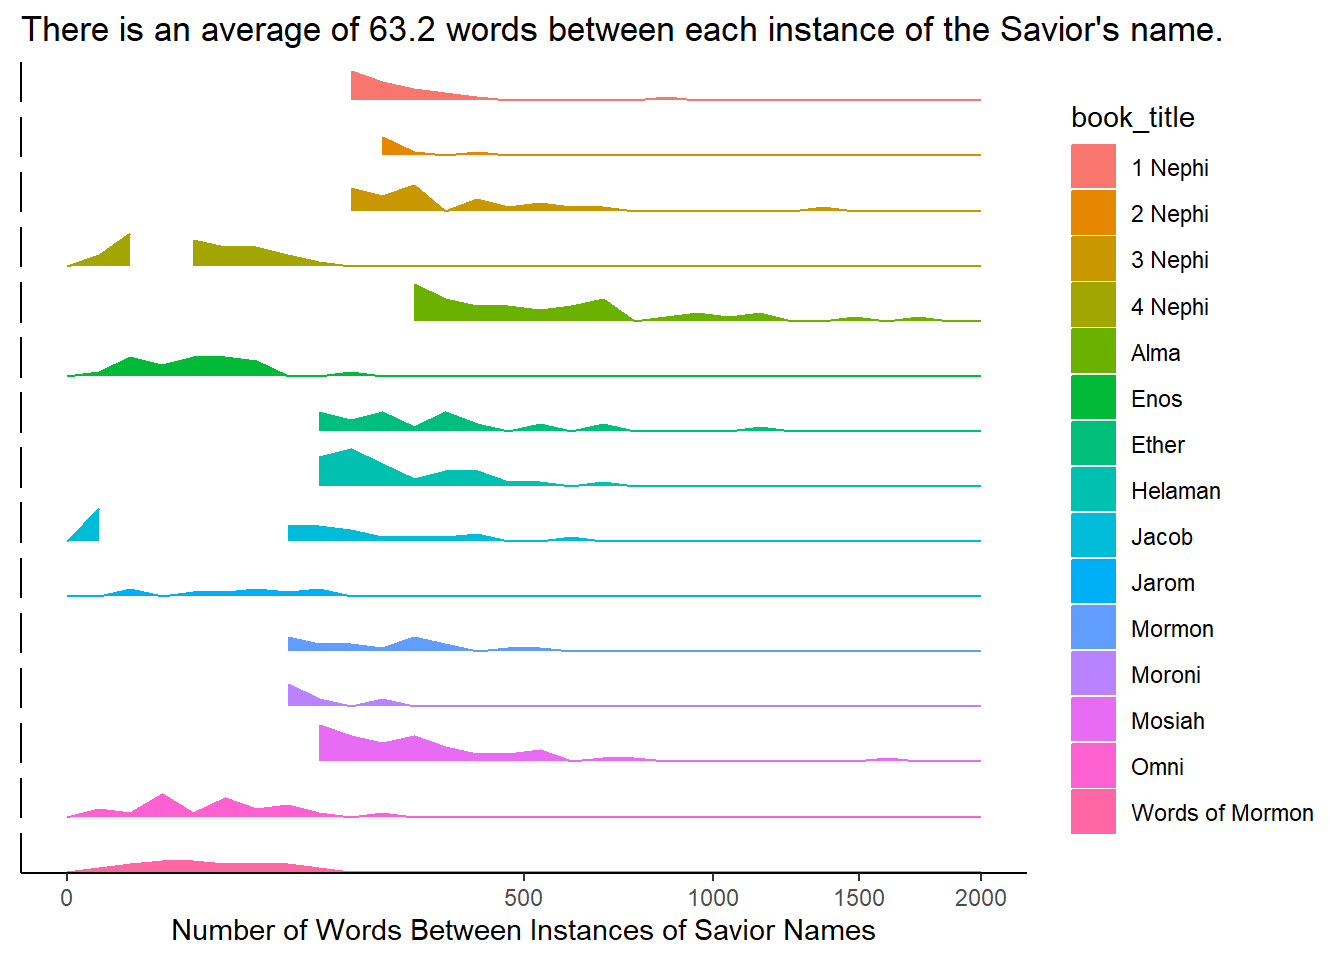 There is an average of 63.2 words between each instance of the Savior's name.
book_title
1 Nephi
2 Nephi
3 Nephi
4 Nephi
Alma
Enos
Ether
Helaman
Jacob
Jarom
Mormon
Moroni
Mosiah
Omni
Words of Mormon
0 500 1000 1500 2000
Number of Words Between Instances of Savior Names